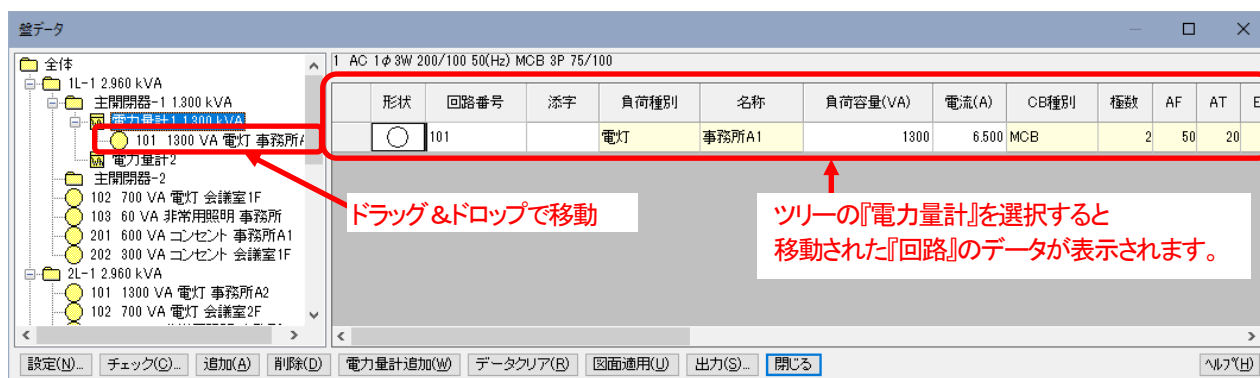 盤データ
全体
1L-1 2.960 kVA
主開閉器-1 1.300 kVA
電力量計1 1.300 kVA
101 1300 VA 電灯 事務所
電力量計2
主開閉器-2
102 700 VA 電灯 会議室1F
103 60 VA 非常用照明 事務所
201 600 VA コンセント 事務所A1
202 300 VA コンセント 会議室1F
2L-1 2.960 kVA
101 1300 VA 電灯 事務所A2
102 700 VA 電灯 会議室2F
1 AC 1φ3W 200/100 50(Hz) MCB 3P 75/100
形状 回路番号 添字 負荷種別 名称 負荷容量(VA) 電流(A) CB種別 極数 AF AT E
101 電灯 事務所A1 1300 6.500 MCB 2 50 20
ドラッグ&ドロップで移動
ツリーの『電力量計』を選択すると
移動された『回路』のデータが表示されます。
設定(N)... チェック(C)... 追加(A) 削除(D) 電力量計追加(W) データクリア(R) 図面適用(U) 出力(S)... 閉じる ヘルプ(H)